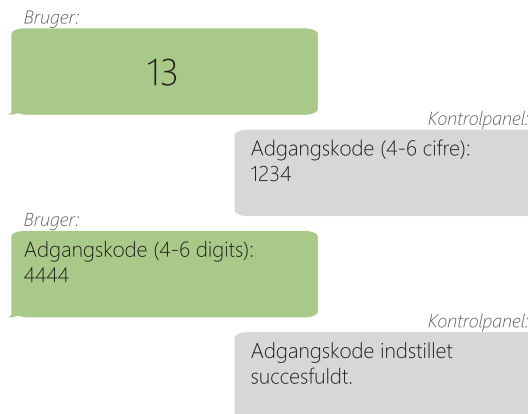 Bruger:
13
Kontrolpanel:
Adgangskode (4-6 cifre):
1234
Bruger:
Adgangskode (4-6 digits):
4444
Kontrolpanel:
Adgangskode indstillet
succesfuldt.